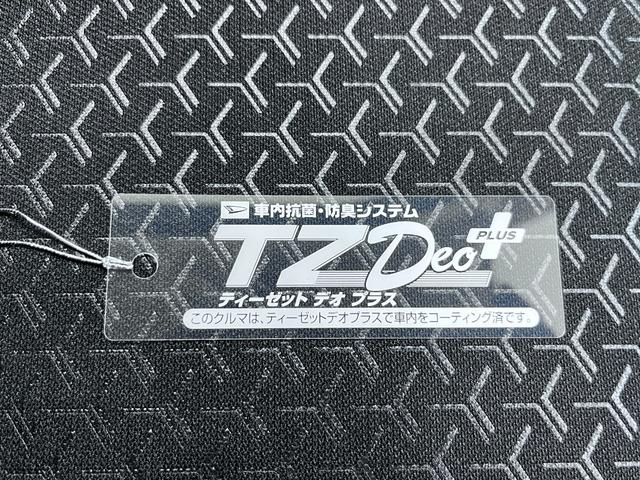 車内抗菌・防臭システム
TZ Deo PLUS
ティーゼット デオ プラス
このクルマは、ティーゼットデオプラスで車内をコーティング済です。